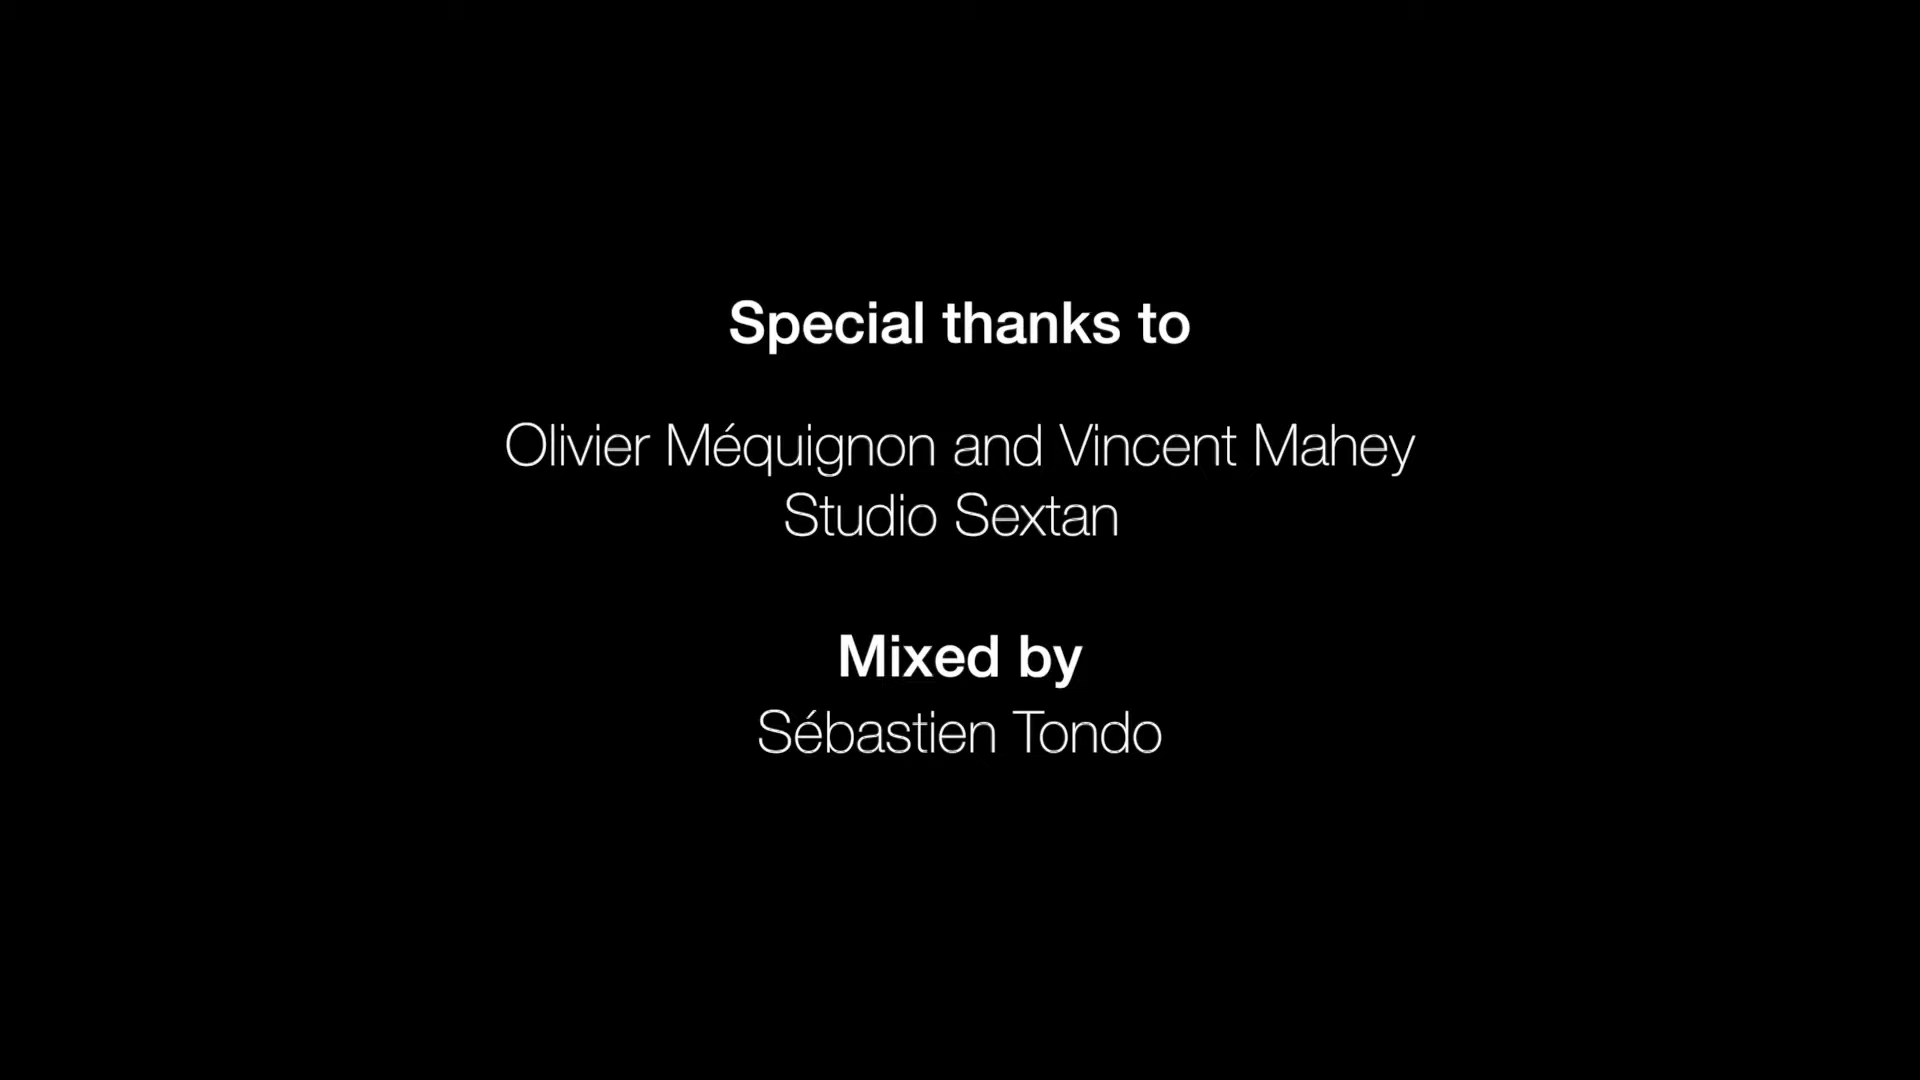 Special thanks to
Olivier Méquignon and Vincent Mahey
Studio Sextan
Mixed by
Sébastien Tondo